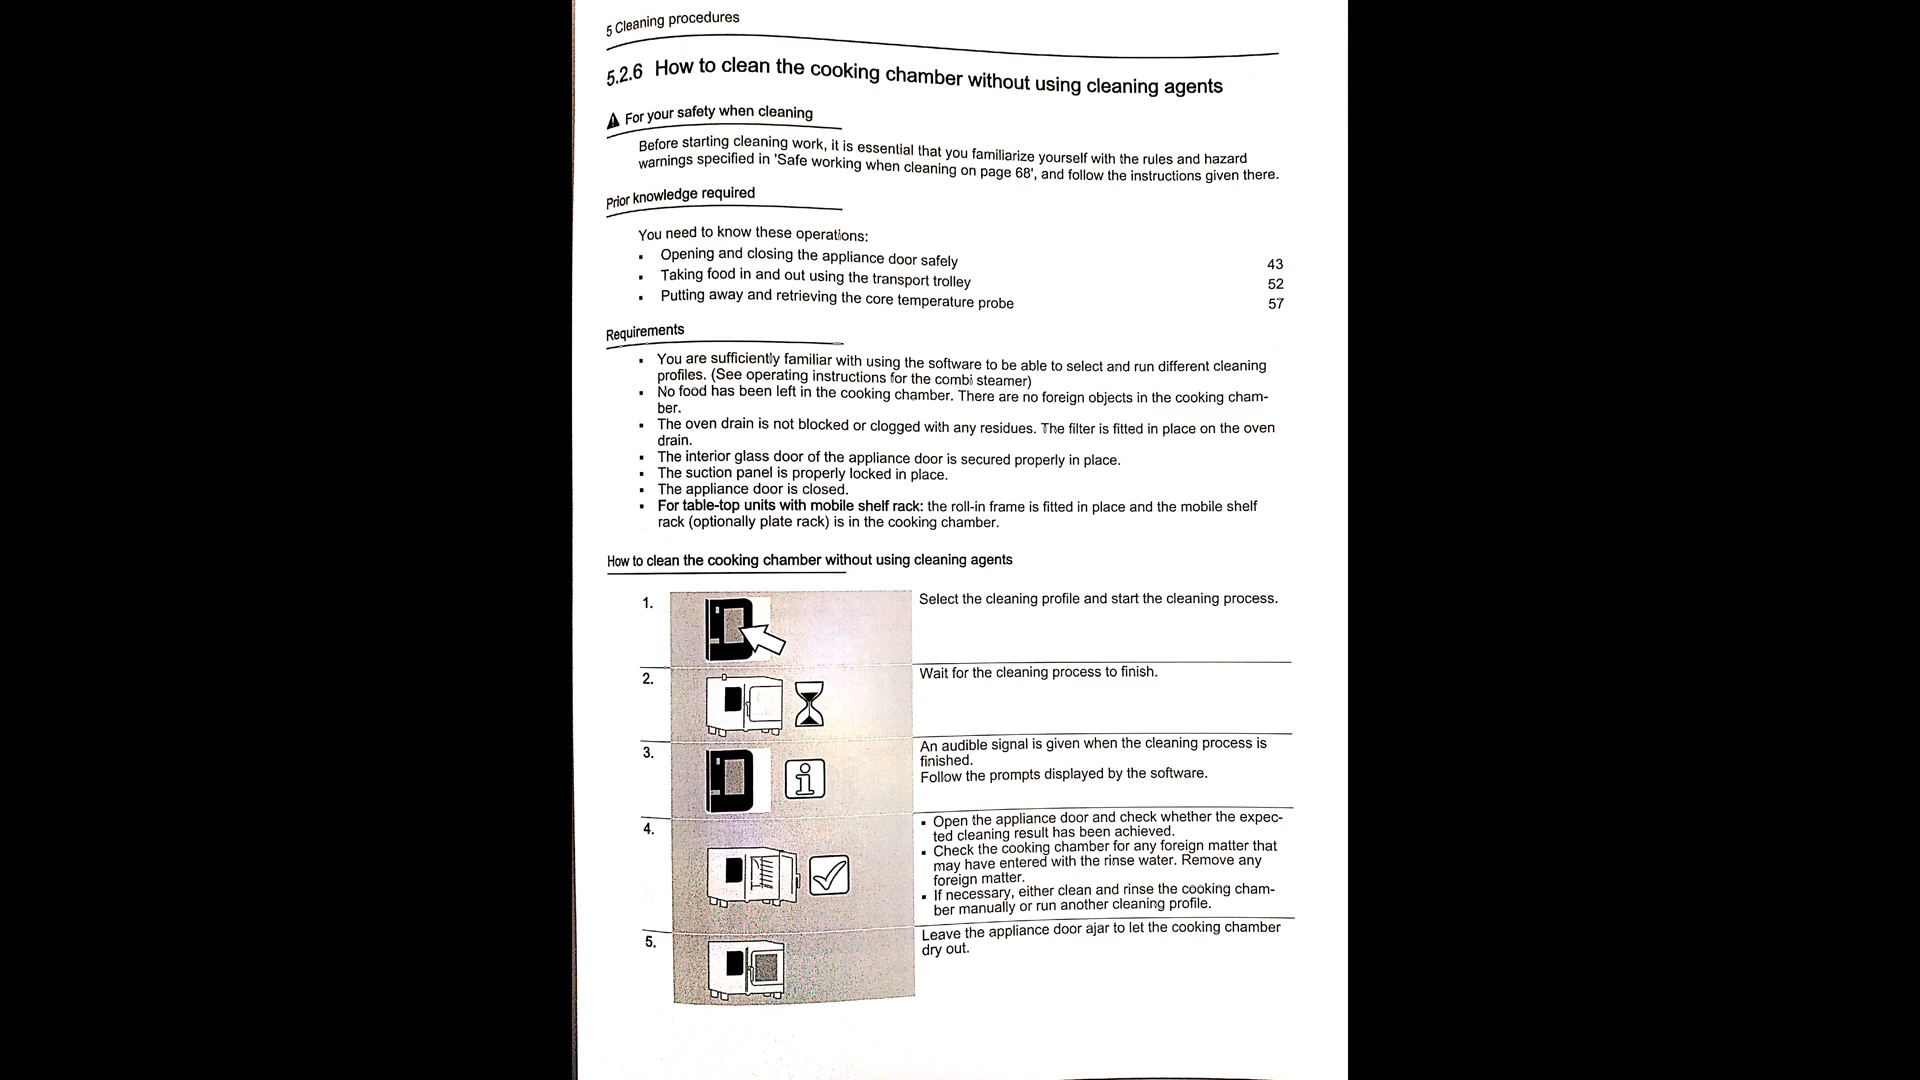 5 Cleaning procedures
5.2.6 How to clean the cooking chamber without using cleaning agents
For your safety when cleaning
Before starting cleaning work, it is essential that you familiarize yourself with the rules and hazard
warnings specified in 'Safe working when cleaning on page 68', and follow the instructions given there.
Prior knowledge required
You need to know these operations:
▪ Opening and closing the appliance door safely 43
▪ Taking food in and out using the transport trolley 52
▪ Putting away and retrieving the core temperature probe 57
Requirements
▪ You are sufficiently familiar with using the software to be able to select and run different cleaning
profiles. (See operating instructions for the combi steamer)
▪ No food has been left in the cooking chamber. There are no foreign objects in the cooking cham-
ber.
▪ The oven drain is not blocked or clogged with any residues. The filter is fitted in place on the oven
drain.
▪ The interior glass door of the appliance door is secured properly in place.
▪ The suction panel is properly locked in place.
▪ The appliance door is closed.
▪ For table-top units with mobile shelf rack: the roll-in frame is fitted in place and the mobile shelf
rack (optionally plate rack) is in the cooking chamber.
How to clean the cooking chamber without using cleaning agents
1. Select the cleaning profile and start the cleaning process.
2. Wait for the cleaning process to finish.
3. An audible signal is given when the cleaning process is
finished.
Follow the prompts displayed by the software.
4. ▪ Open the appliance door and check whether the expec-
ted cleaning result has been achieved.
▪ Check the cooking chamber for any foreign matter that
may have entered with the rinse water. Remove any
foreign matter.
▪ If necessary, either clean and rinse the cooking cham-
ber manually or run another cleaning profile.
5. Leave the appliance door ajar to let the cooking chamber
dry out.